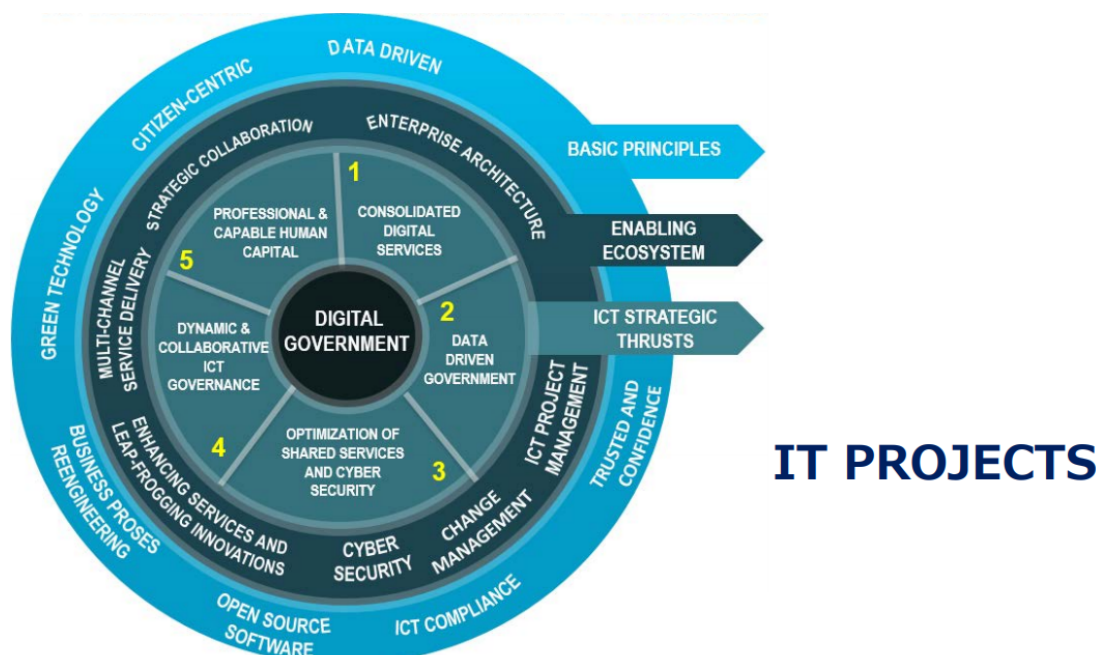 DATA DRIVEN
CITIZEN-CENTRIC
GREEN TECHNOLOGY
BUSINESS PROSES
REENGINEERING
OPEN SOURCE
SOFTWARE
ICT COMPLIANCE
TRUSTED AND
CONFIDENCE
STRATEGIC COLLABORATION
ENTERPRISE ARCHITECTURE
MULTI-CHANNEL
SERVICE DELIVERY
ENHANCING SERVICES AND
LEAP-FROGGING INNOVATIONS
CYBER
SECURITY
CHANGE
MANAGEMENT
ICT PROJECT
MANAGEMENT
1
CONSOLIDATED
DIGITAL
SERVICES
2
DATA
DRIVEN
GOVERNMENT
3
OPTIMIZATION OF
SHARED SERVICES
AND CYBER
SECURITY
4
DYNAMIC &
COLLABORATIVE
ICT
GOVERNANCE
5
PROFESSIONAL &
CAPABLE HUMAN
CAPITAL
DIGITAL
GOVERNMENT
BASIC PRINCIPLES
ENABLING
ECOSYSTEM
ICT STRATEGIC
THRUSTS
IT PROJECTS